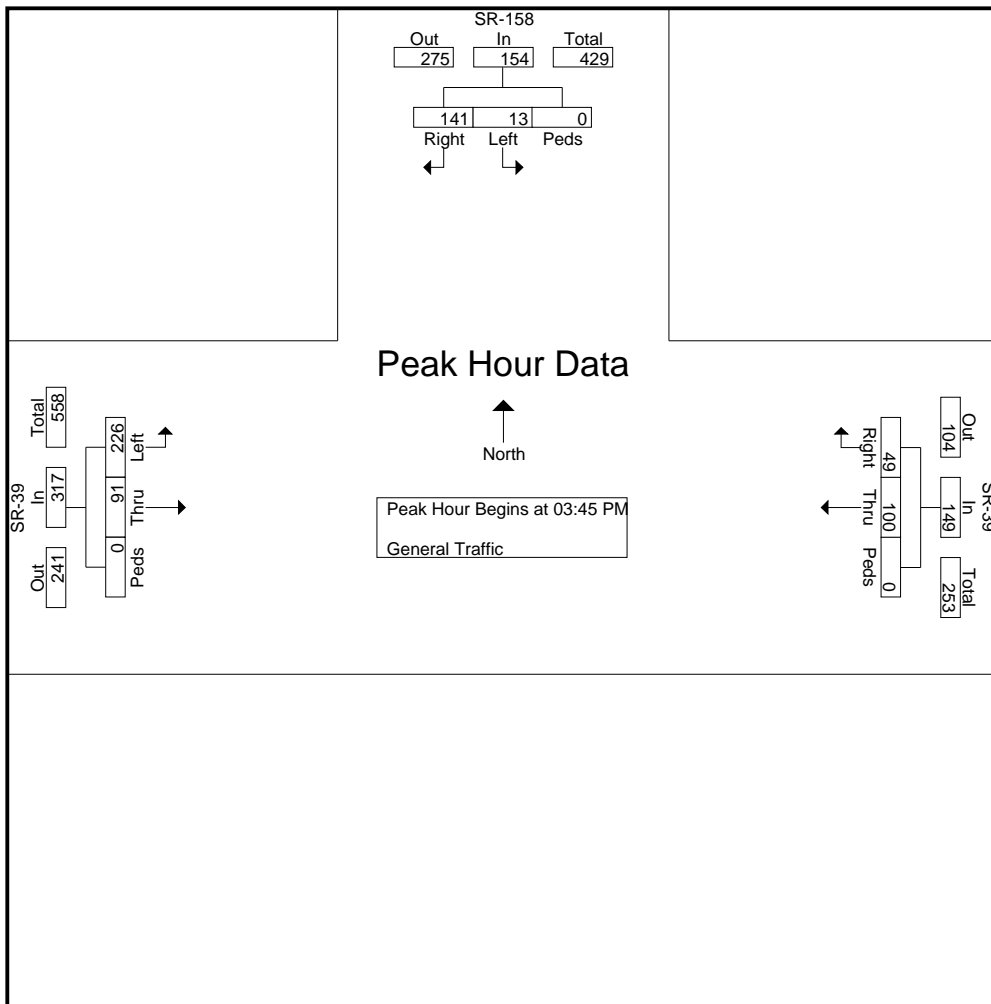 SR-158
Out In Total
275 154 429
141 13 0
Right Left Peds
Peak Hour Data
North
Peak Hour Begins at 03:45 PM
General Traffic
SR-39
Out In Total
241 317 558
Left Thru Peds
226 91 0
SR-39
Out In Total
104 149 253
Right Thru Peds
49 100 0